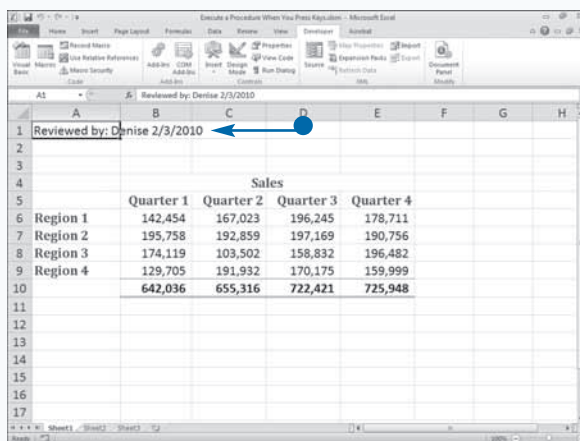 Execute a Procedure When You Press Keys.xlsm - Microsoft Excel
File Home Insert Page Layout Formulas Data Review View Developer Acrobat
Visual Basic Macros Record Macro Use Relative References Macro Security
Add-Ins COM Add-Ins Insert Design Mode Properties View Code Run Dialog
Source Map Properties Expansion Packs Refresh Data Import Export Document Panel
Code Add-Ins Controls XML Modify
A1 fx Reviewed by: Denise 2/3/2010
A B C D E F G H
1 Reviewed by: Denise 2/3/2010
2
3
4 Sales
5 Quarter 1 Quarter 2 Quarter 3 Quarter 4
6 Region 1 142,454 167,023 196,245 178,711
7 Region 2 195,758 192,859 197,169 190,756
8 Region 3 174,119 103,502 158,832 196,482
9 Region 4 129,705 191,932 170,175 159,999
10 642,036 655,316 722,421 725,948
11
12
13
14
15
16
17
Sheet1 Sheet2 Sheet3
Ready 100%